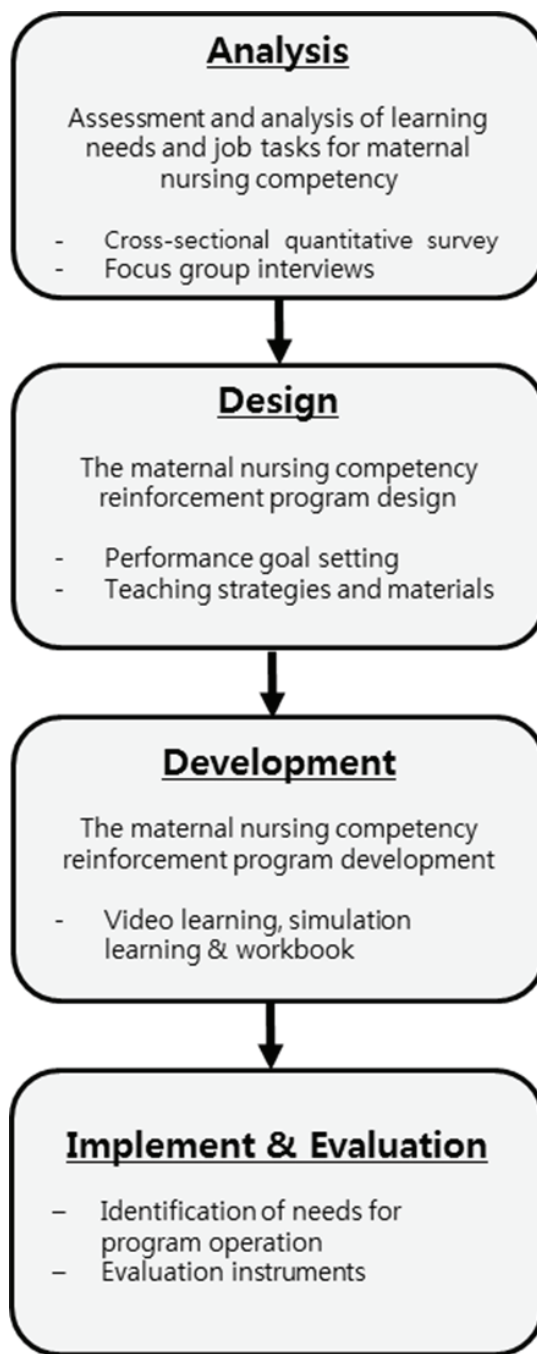 Analysis
Assessment and analysis of learning
needs and job tasks for maternal
nursing competency
- Cross-sectional quantitative survey
- Focus group interviews
Design
The maternal nursing competency
reinforcement program design
- Performance goal setting
- Teaching strategies and materials
Development
The maternal nursing competency
reinforcement program development
- Video learning, simulation
learning & workbook
Implement & Evaluation
– Identification of needs for
program operation
– Evaluation instruments